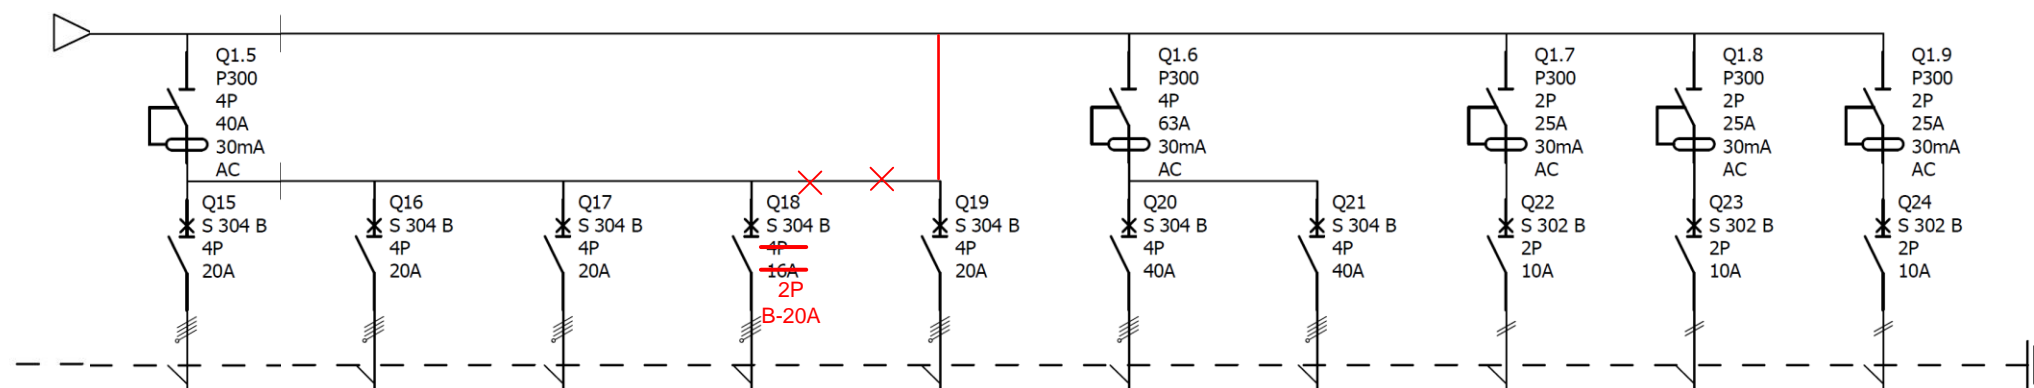 Q1.5
P300
4P
40A
30mA
AC
Q1.6
P300
4P
63A
30mA
AC
Q1.7
P300
2P
25A
30mA
AC
Q1.8
P300
2P
25A
30mA
AC
Q1.9
P300
2P
25A
30mA
AC
Q15
S 304 B
4P
20A
Q16
S 304 B
4P
20A
Q17
S 304 B
4P
20A
Q18
S 304 B
4P
16A
2P
B-20A
Q19
S 304 B
4P
20A
Q20
S 304 B
4P
40A
Q21
S 304 B
4P
40A
Q22
S 302 B
2P
10A
Q23
S 302 B
2P
10A
Q24
S 302 B
2P
10A